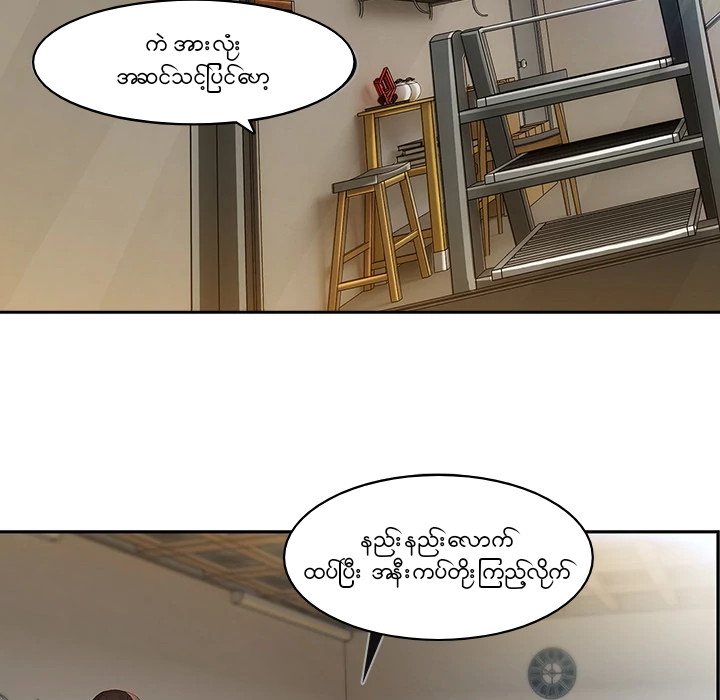 ကဲ အားလုံး
အဆင်သင့်ပြင်ဟော့
နည်းနည်းလောက်
ထပ်ပြီး အနီးကပ်တိုးကြည့်လိုက်